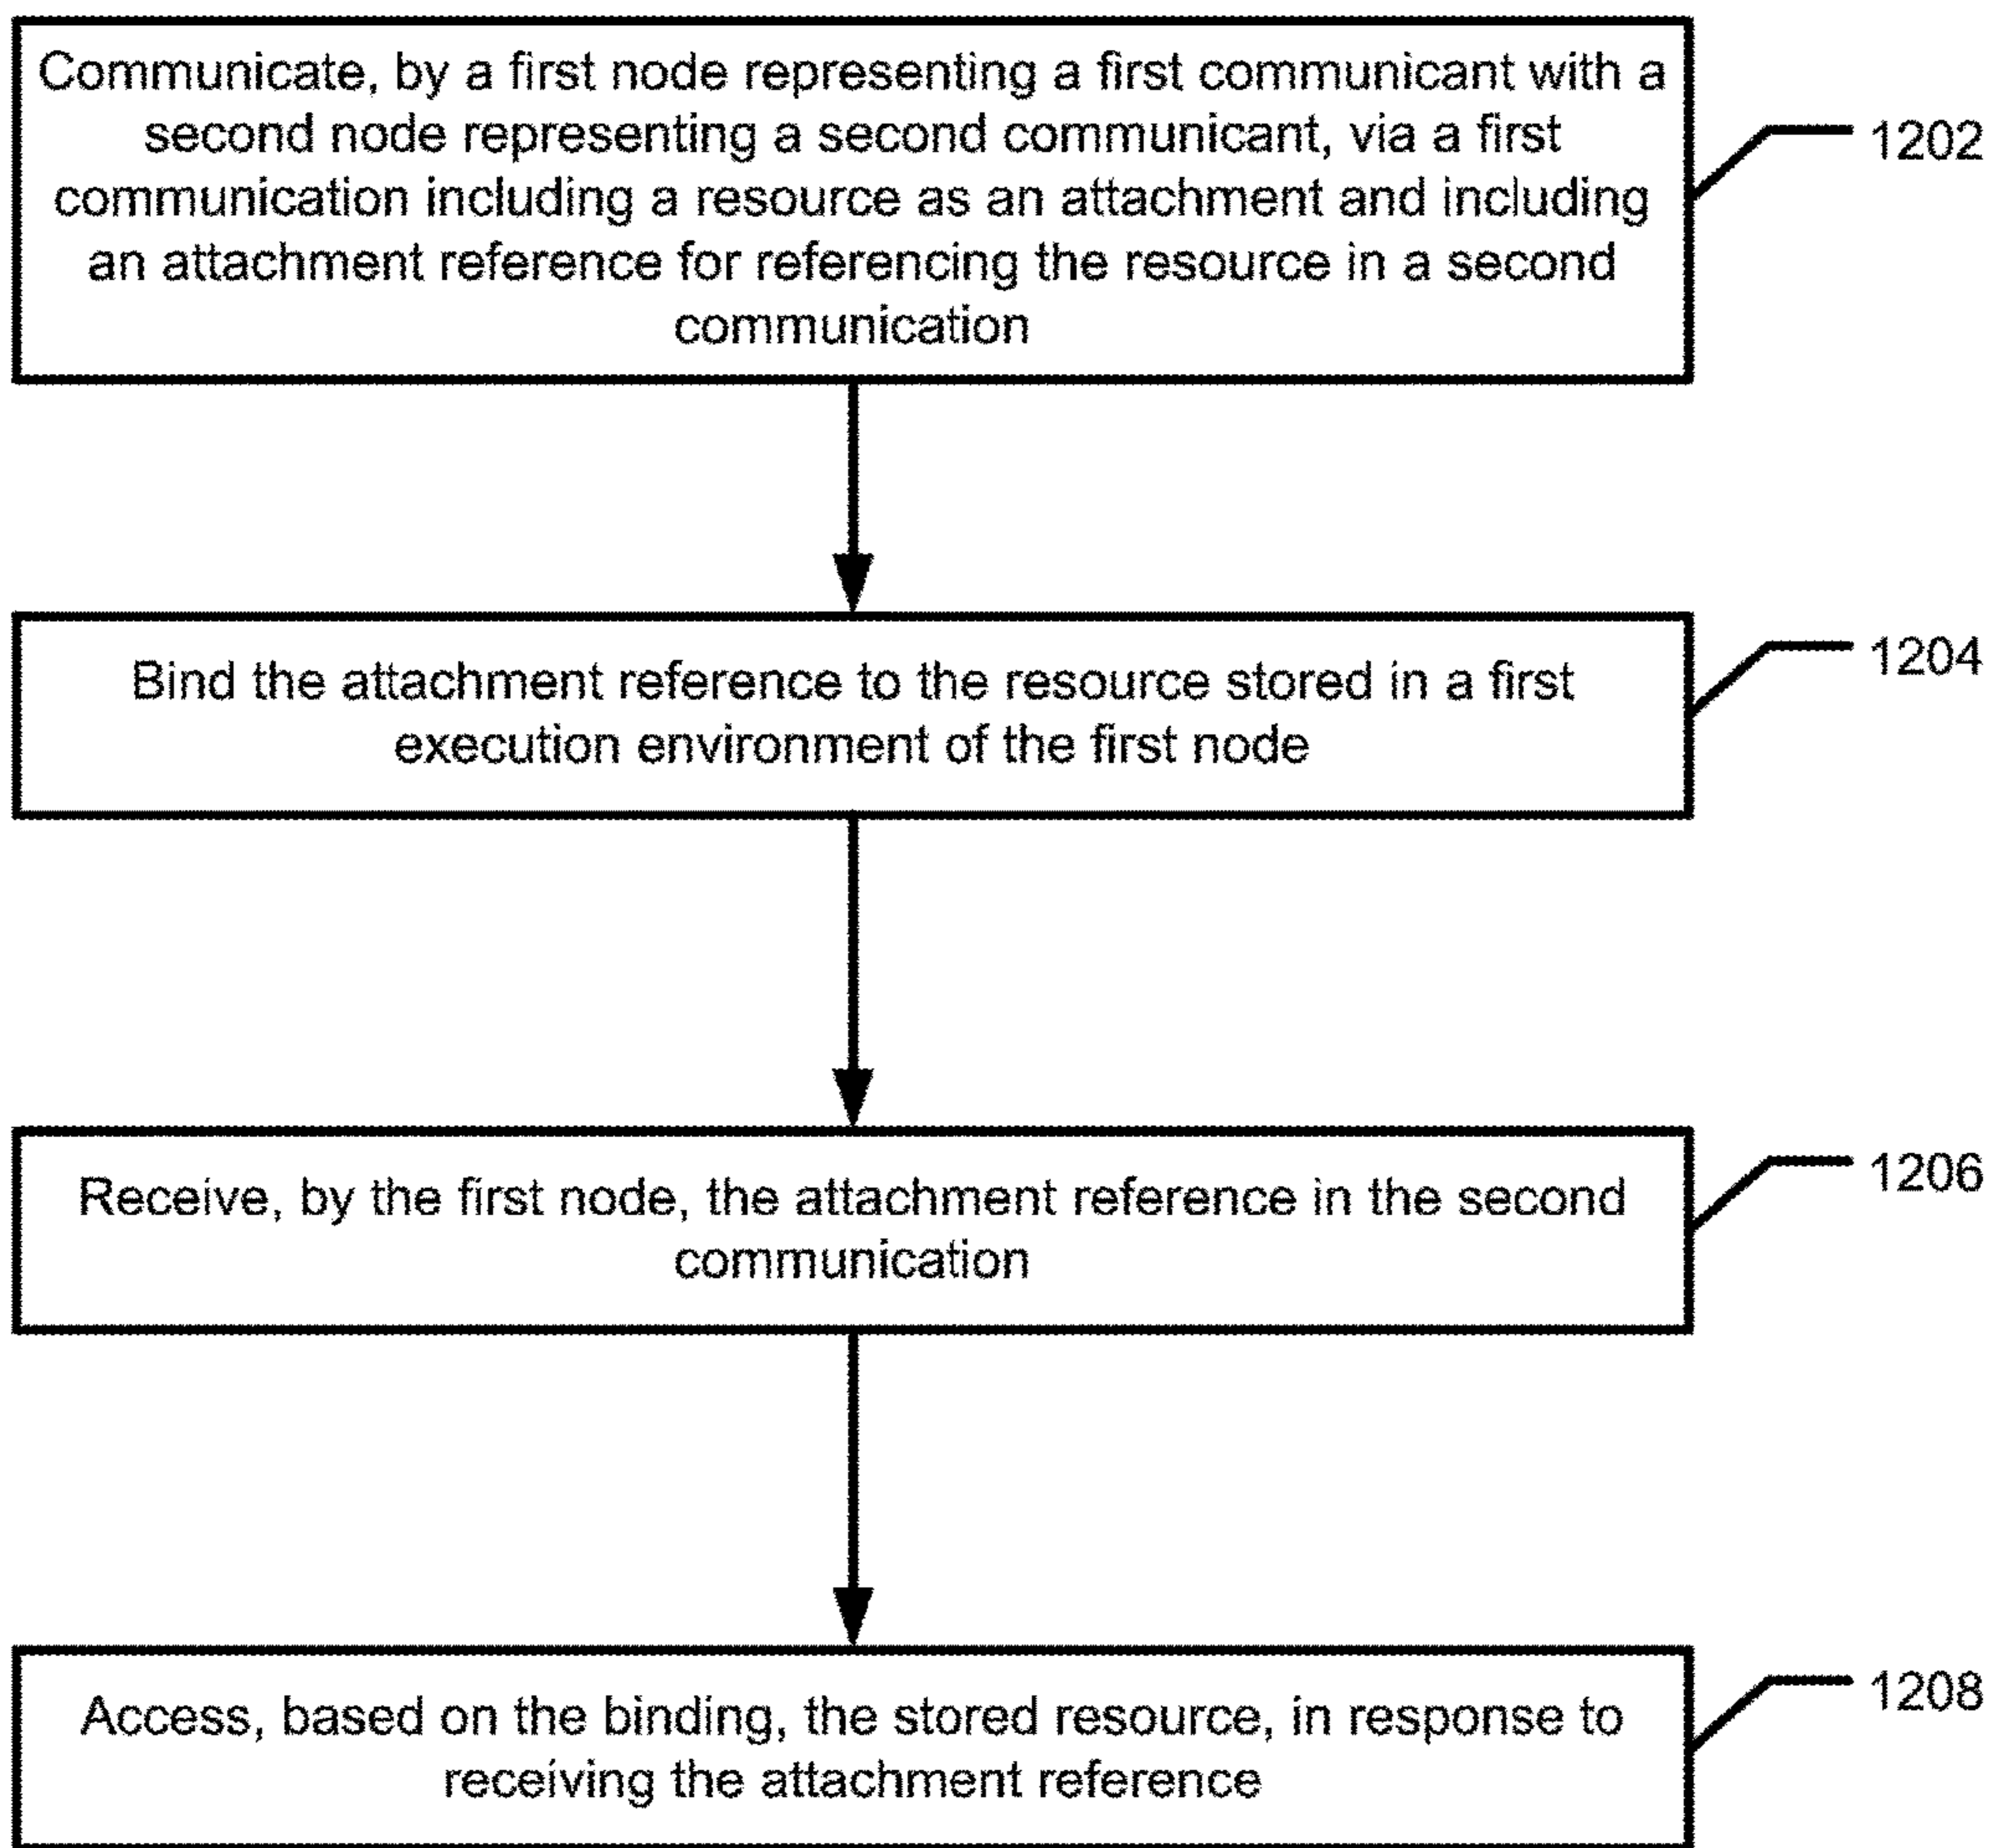 Communicate, by a first node representing a first communicant with a
second node representing a second communicant, via a first
communication including a resource as an attachment and including
an attachment reference for referencing the resource in a second
communication
1202
Bind the attachment reference to the resource stored in a first
execution environment of the first node
1204
Receive, by the first node, the attachment reference in the second
communication
1206
Access, based on the binding, the stored resource, in response to
receiving the attachment reference
1208